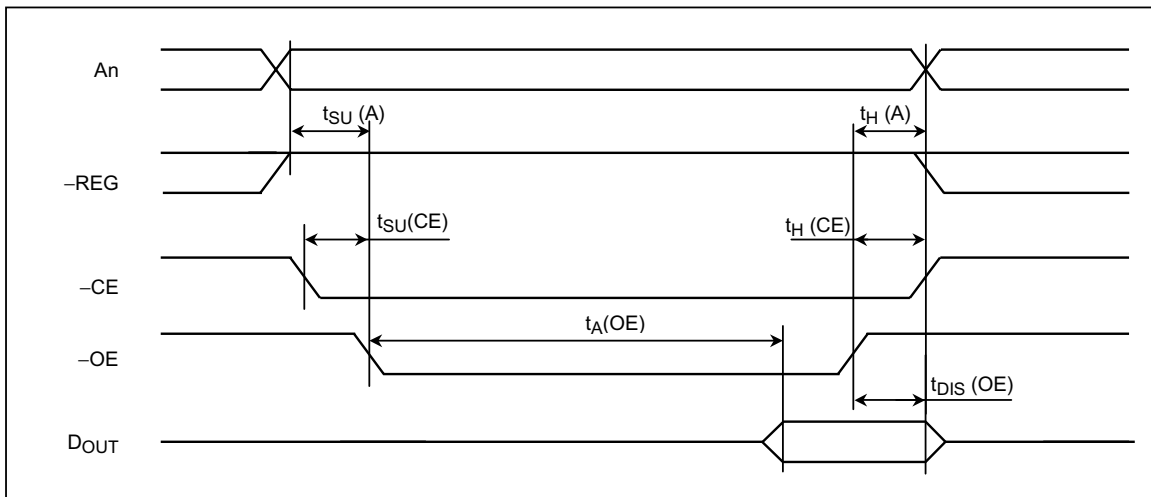 An
tSU (A)
tH (A)
–REG
tSU(CE)
tH (CE)
–CE
tA(OE)
–OE
tDIS (OE)
DOUT